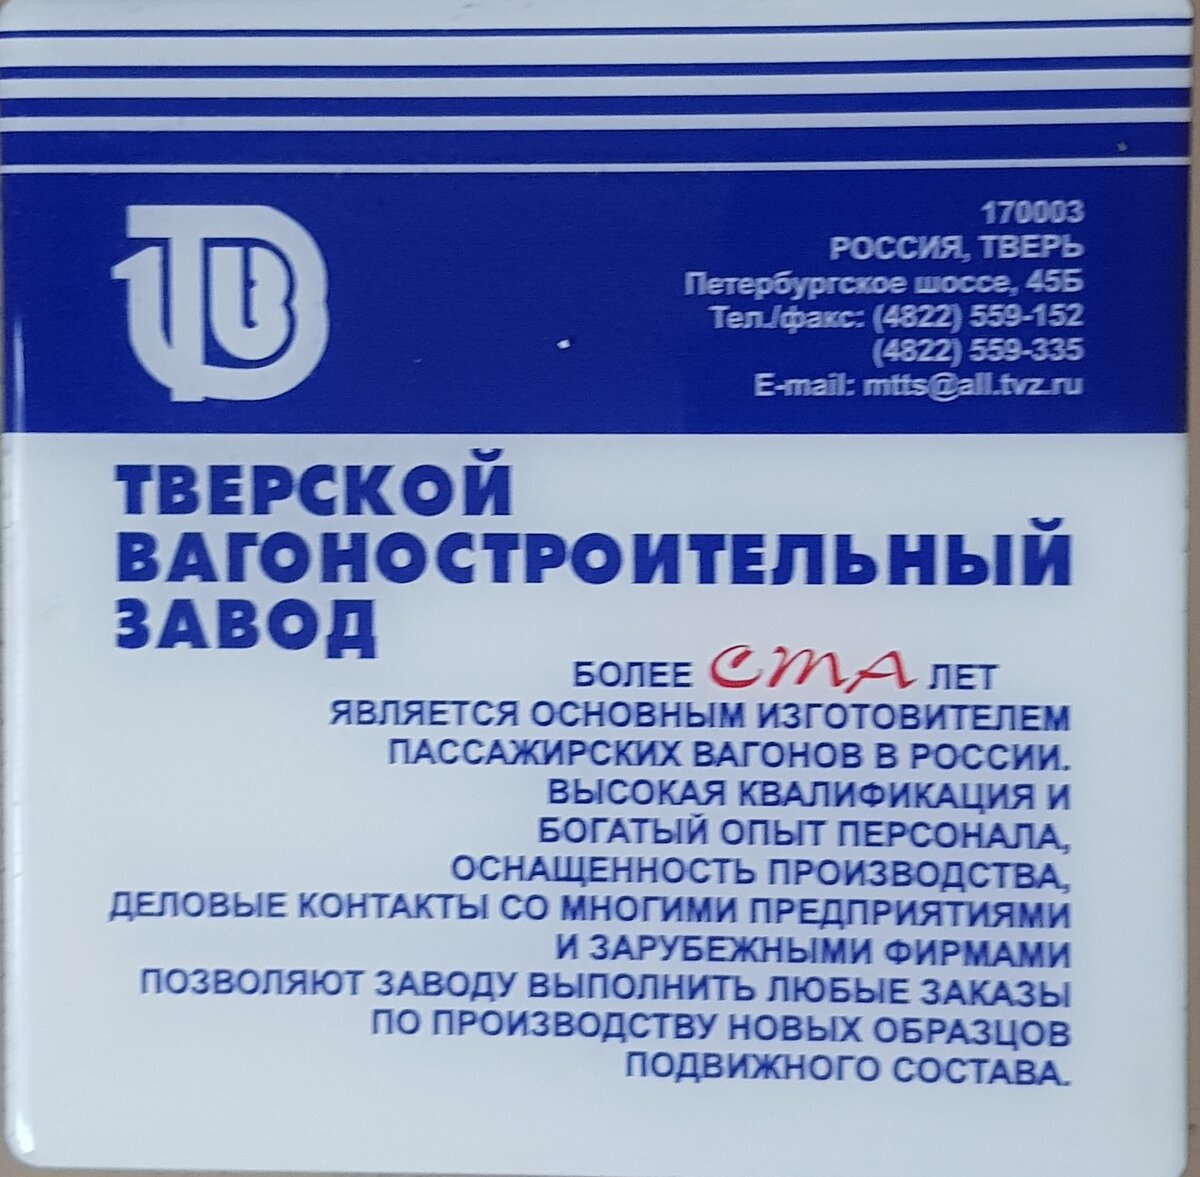 170003
РОССИЯ, ТВЕРЬ
Петербургское шоссе, 45Б
Тел./факс: (4822) 559-152
(4822) 559-335
E-mail: mtts@all.tvz.ru
ТВЕРСКОЙ
ВАГОНОСТРОИТЕЛЬНЫЙ
ЗАВОД
БОЛЕЕ СТА ЛЕТ
ЯВЛЯЕТСЯ ОСНОВНЫМ ИЗГОТОВИТЕЛЕМ
ПАССАЖИРСКИХ ВАГОНОВ В РОССИИ.
ВЫСОКАЯ КВАЛИФИКАЦИЯ И
БОГАТЫЙ ОПЫТ ПЕРСОНАЛА,
ОСНАЩЕННОСТЬ ПРОИЗВОДСТВА,
ДЕЛОВЫЕ КОНТАКТЫ СО МНОГИМИ ПРЕДПРИЯТИЯМИ
И ЗАРУБЕЖНЫМИ ФИРМАМИ
ПОЗВОЛЯЮТ ЗАВОДУ ВЫПОЛНИТЬ ЛЮБЫЕ ЗАКАЗЫ
ПО ПРОИЗВОДСТВУ НОВЫХ ОБРАЗЦОВ
ПОДВИЖНОГО СОСТАВА.